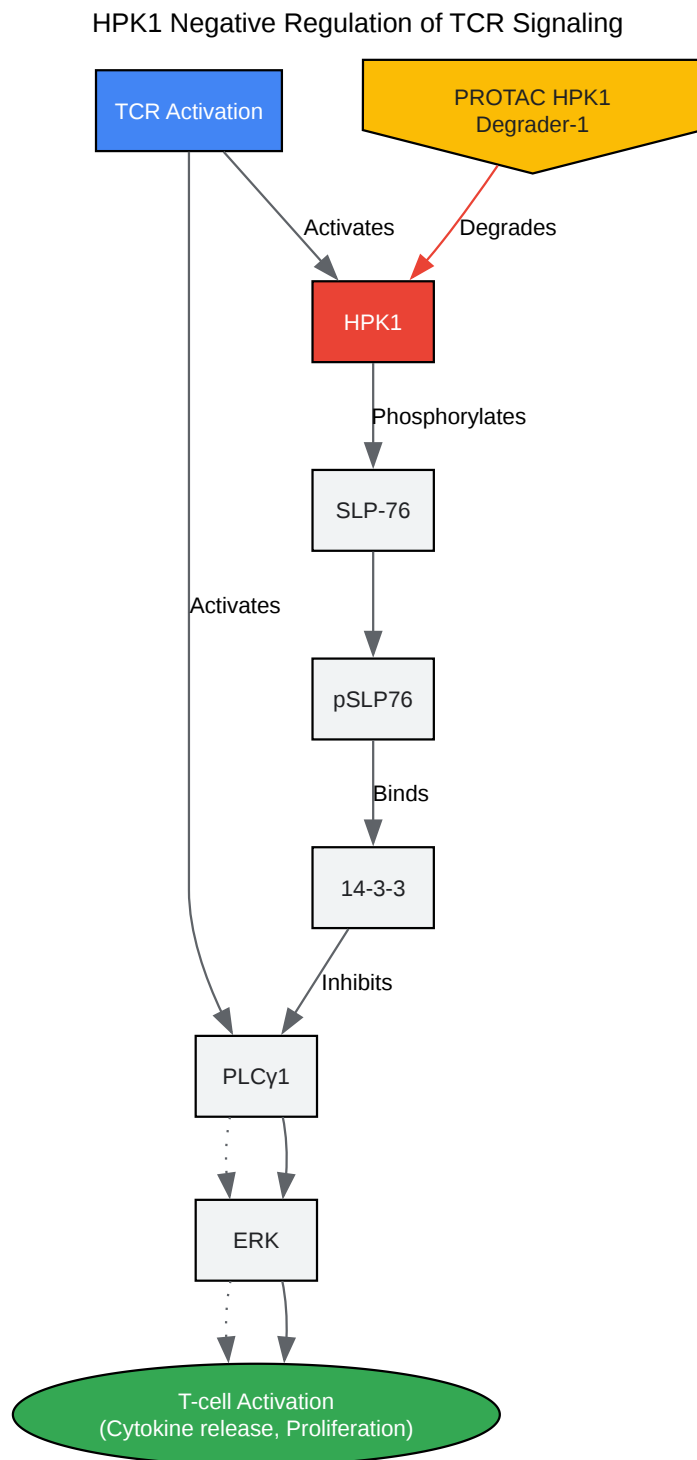 HPK1 Negative Regulation of TCR Signaling
TCR Activation
PROTAC HPK1
Degrader-1
Activates
Degrades
HPK1
Phosphorylates
SLP-76
Activates
pSLP76
Binds
14-3-3
Inhibits
PLCγ1
ERK
T-cell Activation
(Cytokine release, Proliferation)